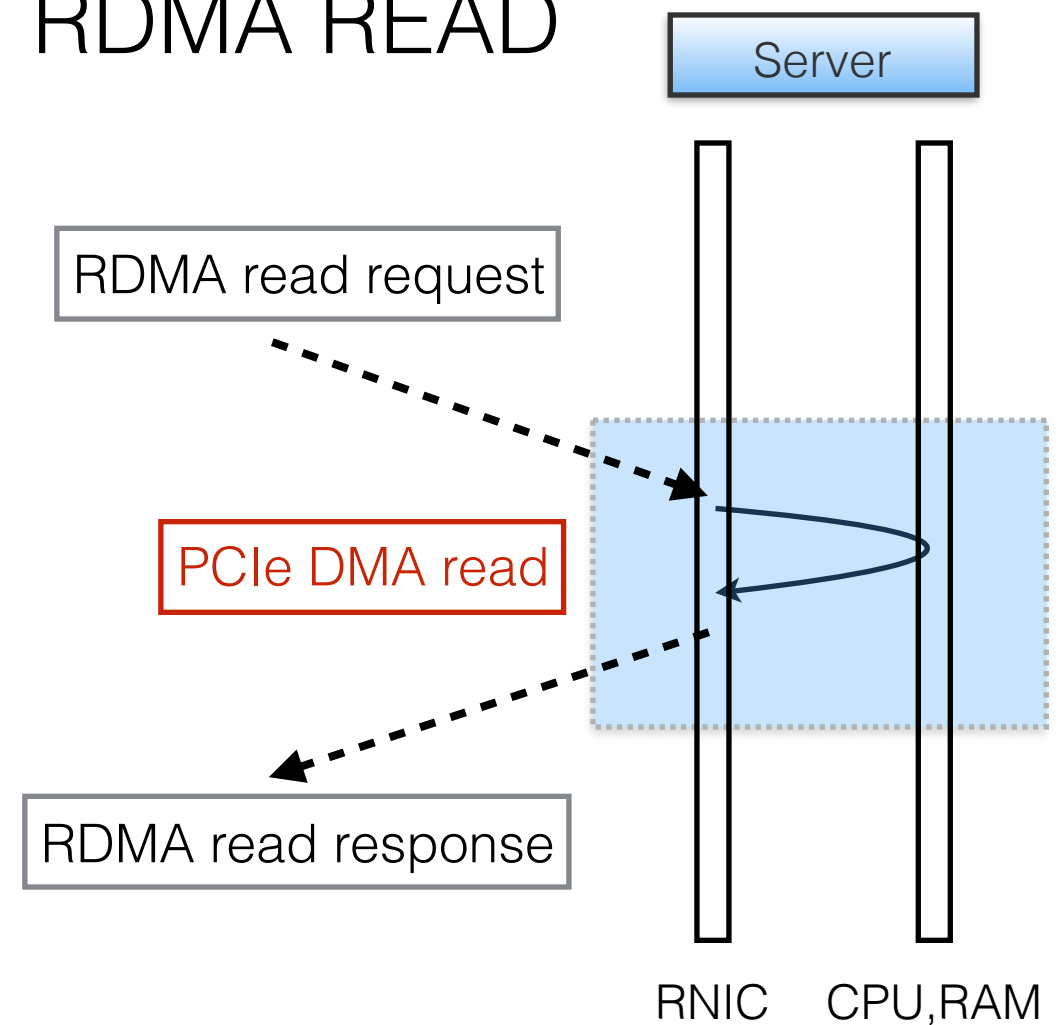 RDMA READ
Server
RDMA read request
PCIe DMA read
RDMA read response
RNIC
CPU,RAM